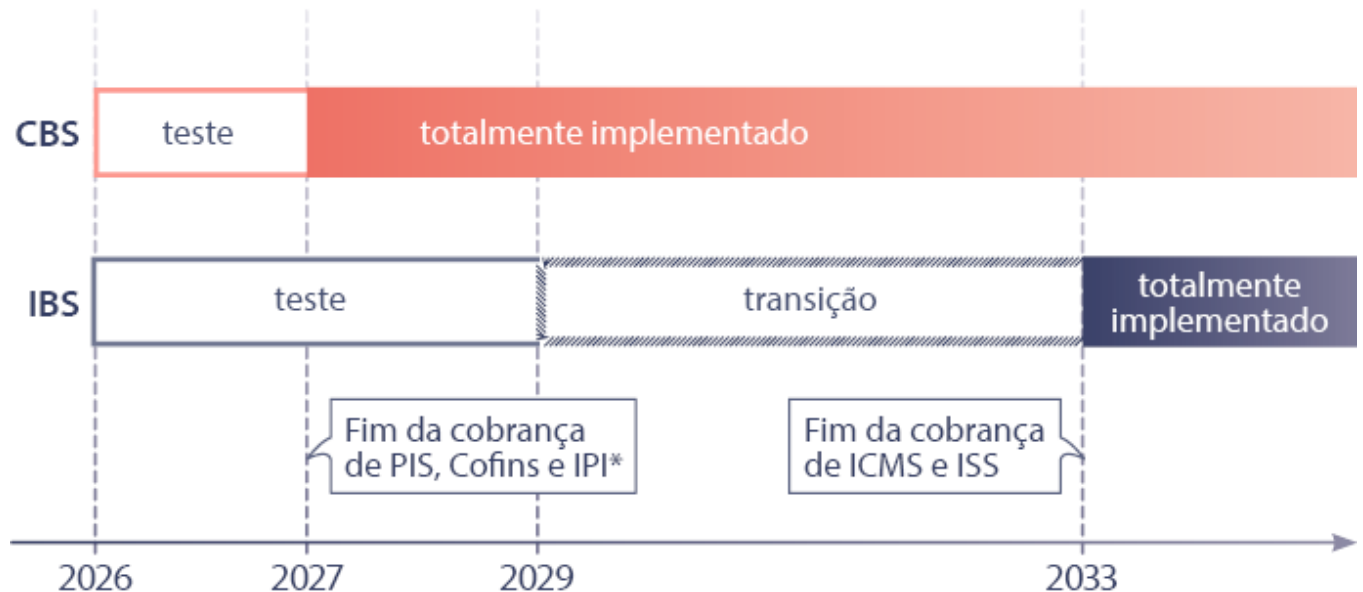 CBS
teste
totalmente implementado
IBS
teste
transição
totalmente
implementado
Fim da cobrança
de PIS, Cofins e IPI*
Fim da cobrança
de ICMS e ISS
2026
2027
2029
2033